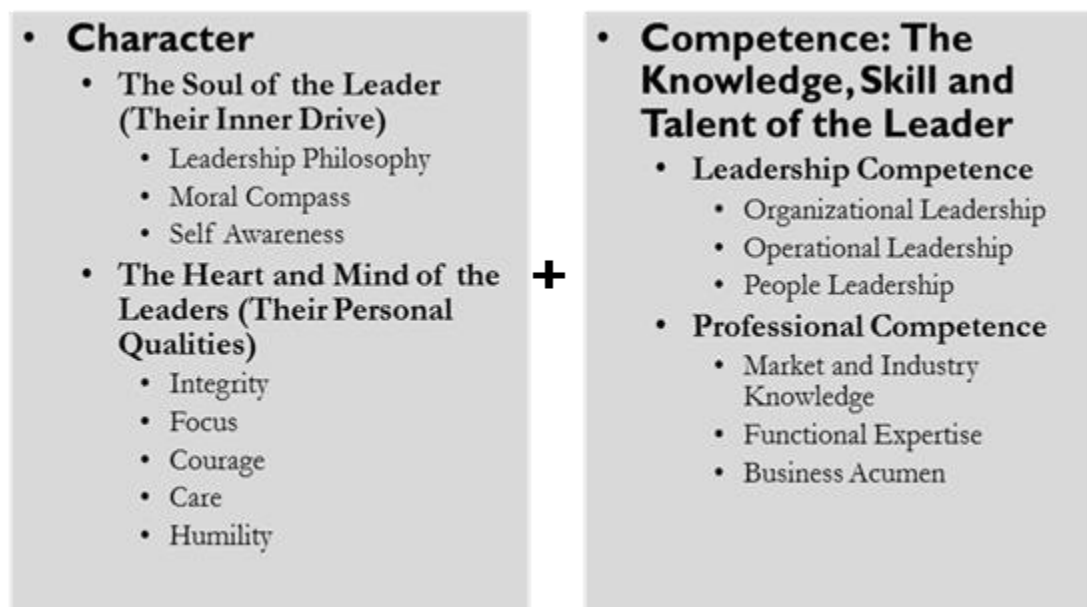 • Character
• The Soul of the Leader
(Their Inner Drive)
• Leadership Philosophy
• Moral Compass
• Self Awareness
• The Heart and Mind of the
Leaders (Their Personal
Qualities)
• Integrity
• Focus
• Courage
• Care
• Humility
+
• Competence: The
Knowledge, Skill and
Talent of the Leader
• Leadership Competence
• Organizational Leadership
• Operational Leadership
• People Leadership
• Professional Competence
• Market and Industry
Knowledge
• Functional Expertise
• Business Acumen